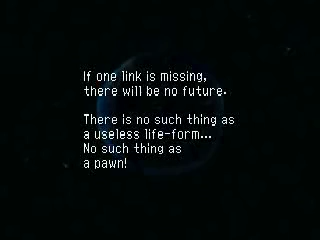 If one link is missing,
there will be no future.
There is no such thing as
a useless life-form...
No such thing as
a pawn!